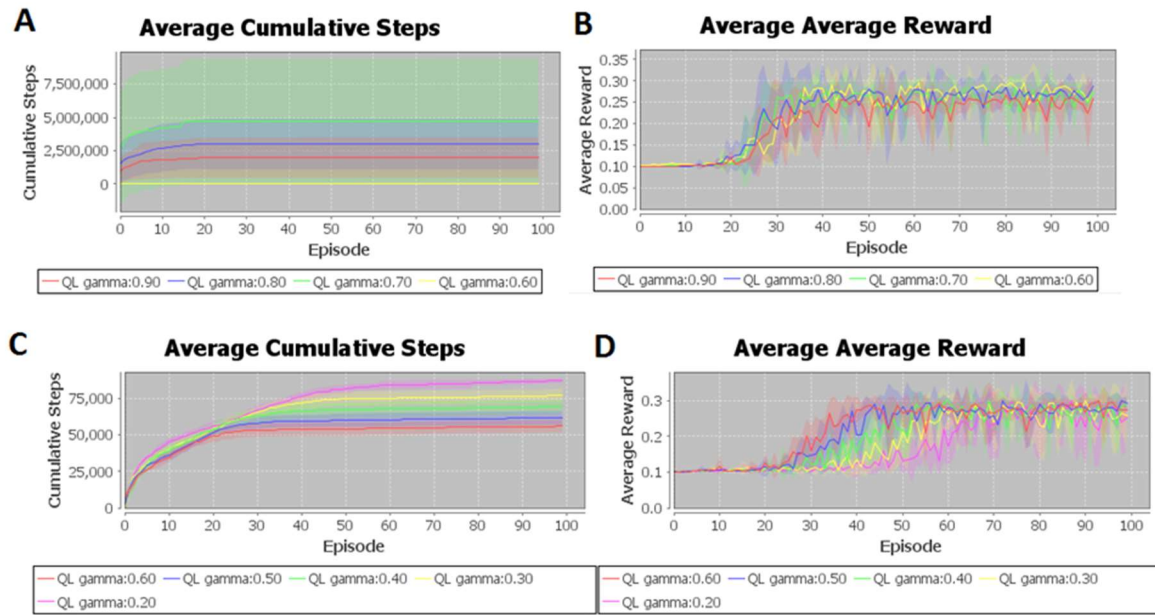 A
Average Cumulative Steps
Cumulative Steps
7,500,000
5,000,000
2,500,000
0
0 10 20 30 40 50 60 70 80 90 100
Episode
QL gamma:0.90 QL gamma:0.80 QL gamma:0.70 QL gamma:0.60
B
Average Average Reward
Average Reward
0.35
0.30
0.25
0.20
0.15
0.10
0.05
0.00
0 10 20 30 40 50 60 70 80 90 100
Episode
QL gamma:0.90 QL gamma:0.80 QL gamma:0.70 QL gamma:0.60
C
Average Cumulative Steps
Cumulative Steps
75,000
50,000
25,000
0
0 10 20 30 40 50 60 70 80 90 100
Episode
QL gamma:0.60 QL gamma:0.50 QL gamma:0.40 QL gamma:0.30
QL gamma:0.20
D
Average Average Reward
Average Reward
0.3
0.2
0.1
0.0
0 10 20 30 40 50 60 70 80 90 100
Episode
QL gamma:0.60 QL gamma:0.50 QL gamma:0.40 QL gamma:0.30
QL gamma:0.20